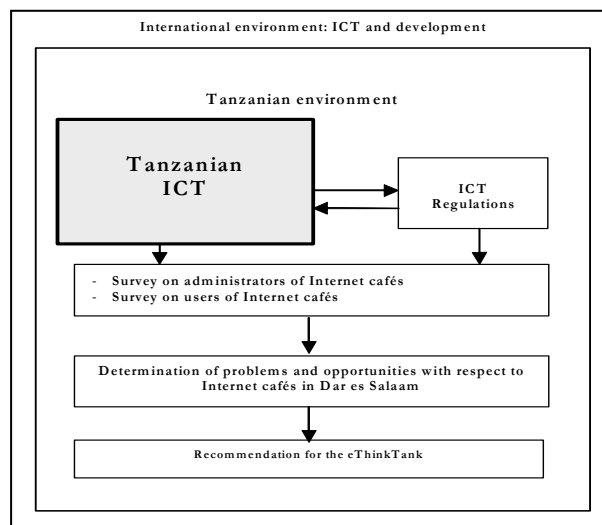 International environment: ICT and development
Tanzanian environment
Tanzanian
ICT
ICT
Regulations
- Survey on administrators of Internet cafés
- Survey on users of Internet cafés
Determination of problems and opportunities with respect to
Internet cafés in Dar es Salaam
Recommendation for the eThinkTank